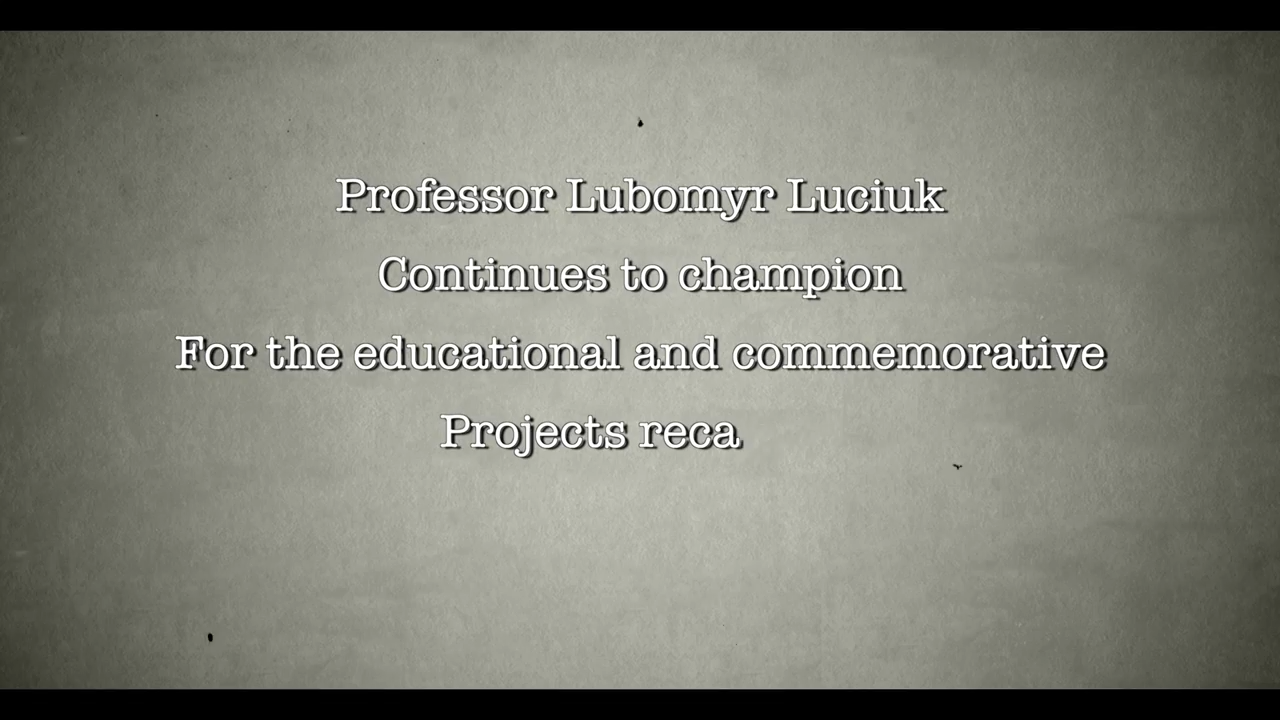 Professor Lubomyr Luciuk
Continues to champion
For the educational and commemorative
Projects reca